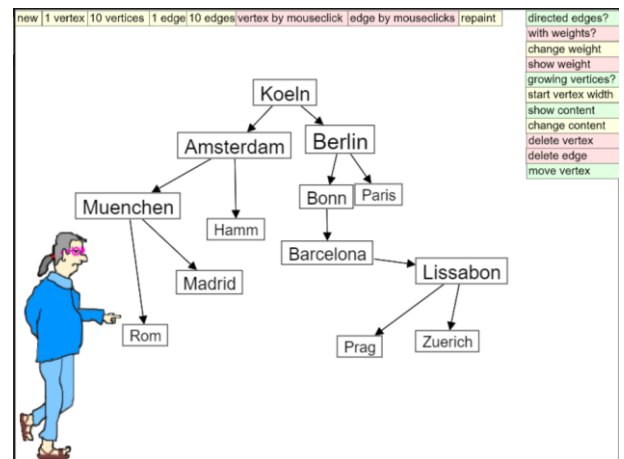 new 1 vertex 10 vertices 1 edge 10 edges vertex by mouseclick edge by mouseclicks repaint
directed edges?
with weights?
change weight
show weight
growing vertices?
start vertex width
show content
change content
delete vertex
delete edge
move vertex
Koeln
Amsterdam
Berlin
Muenchen
Bonn
Paris
Hamm
Barcelona
Madrid
Lissabon
Rom
Prag
Zuerich